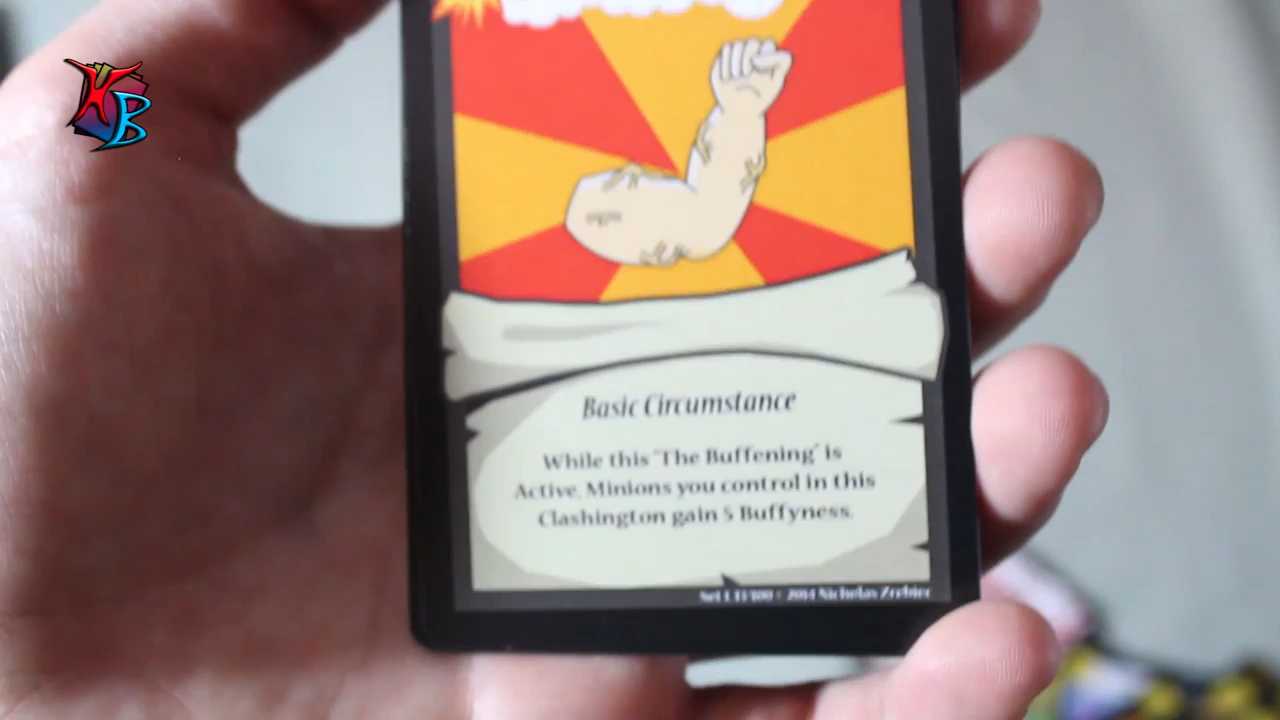 KB
Basic Circumstance
While this "The Buffening" is
Active, Minions you control in this
Clashington gain 5 Buffyness.
2014 Nicholas Zrebiec